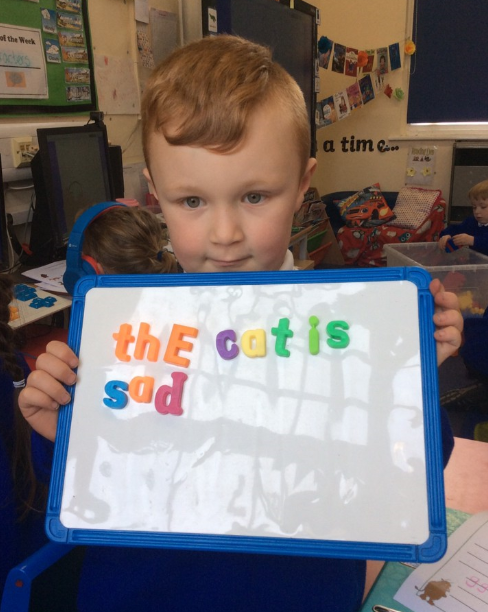 of the Week
a time...
thE cat is
sad